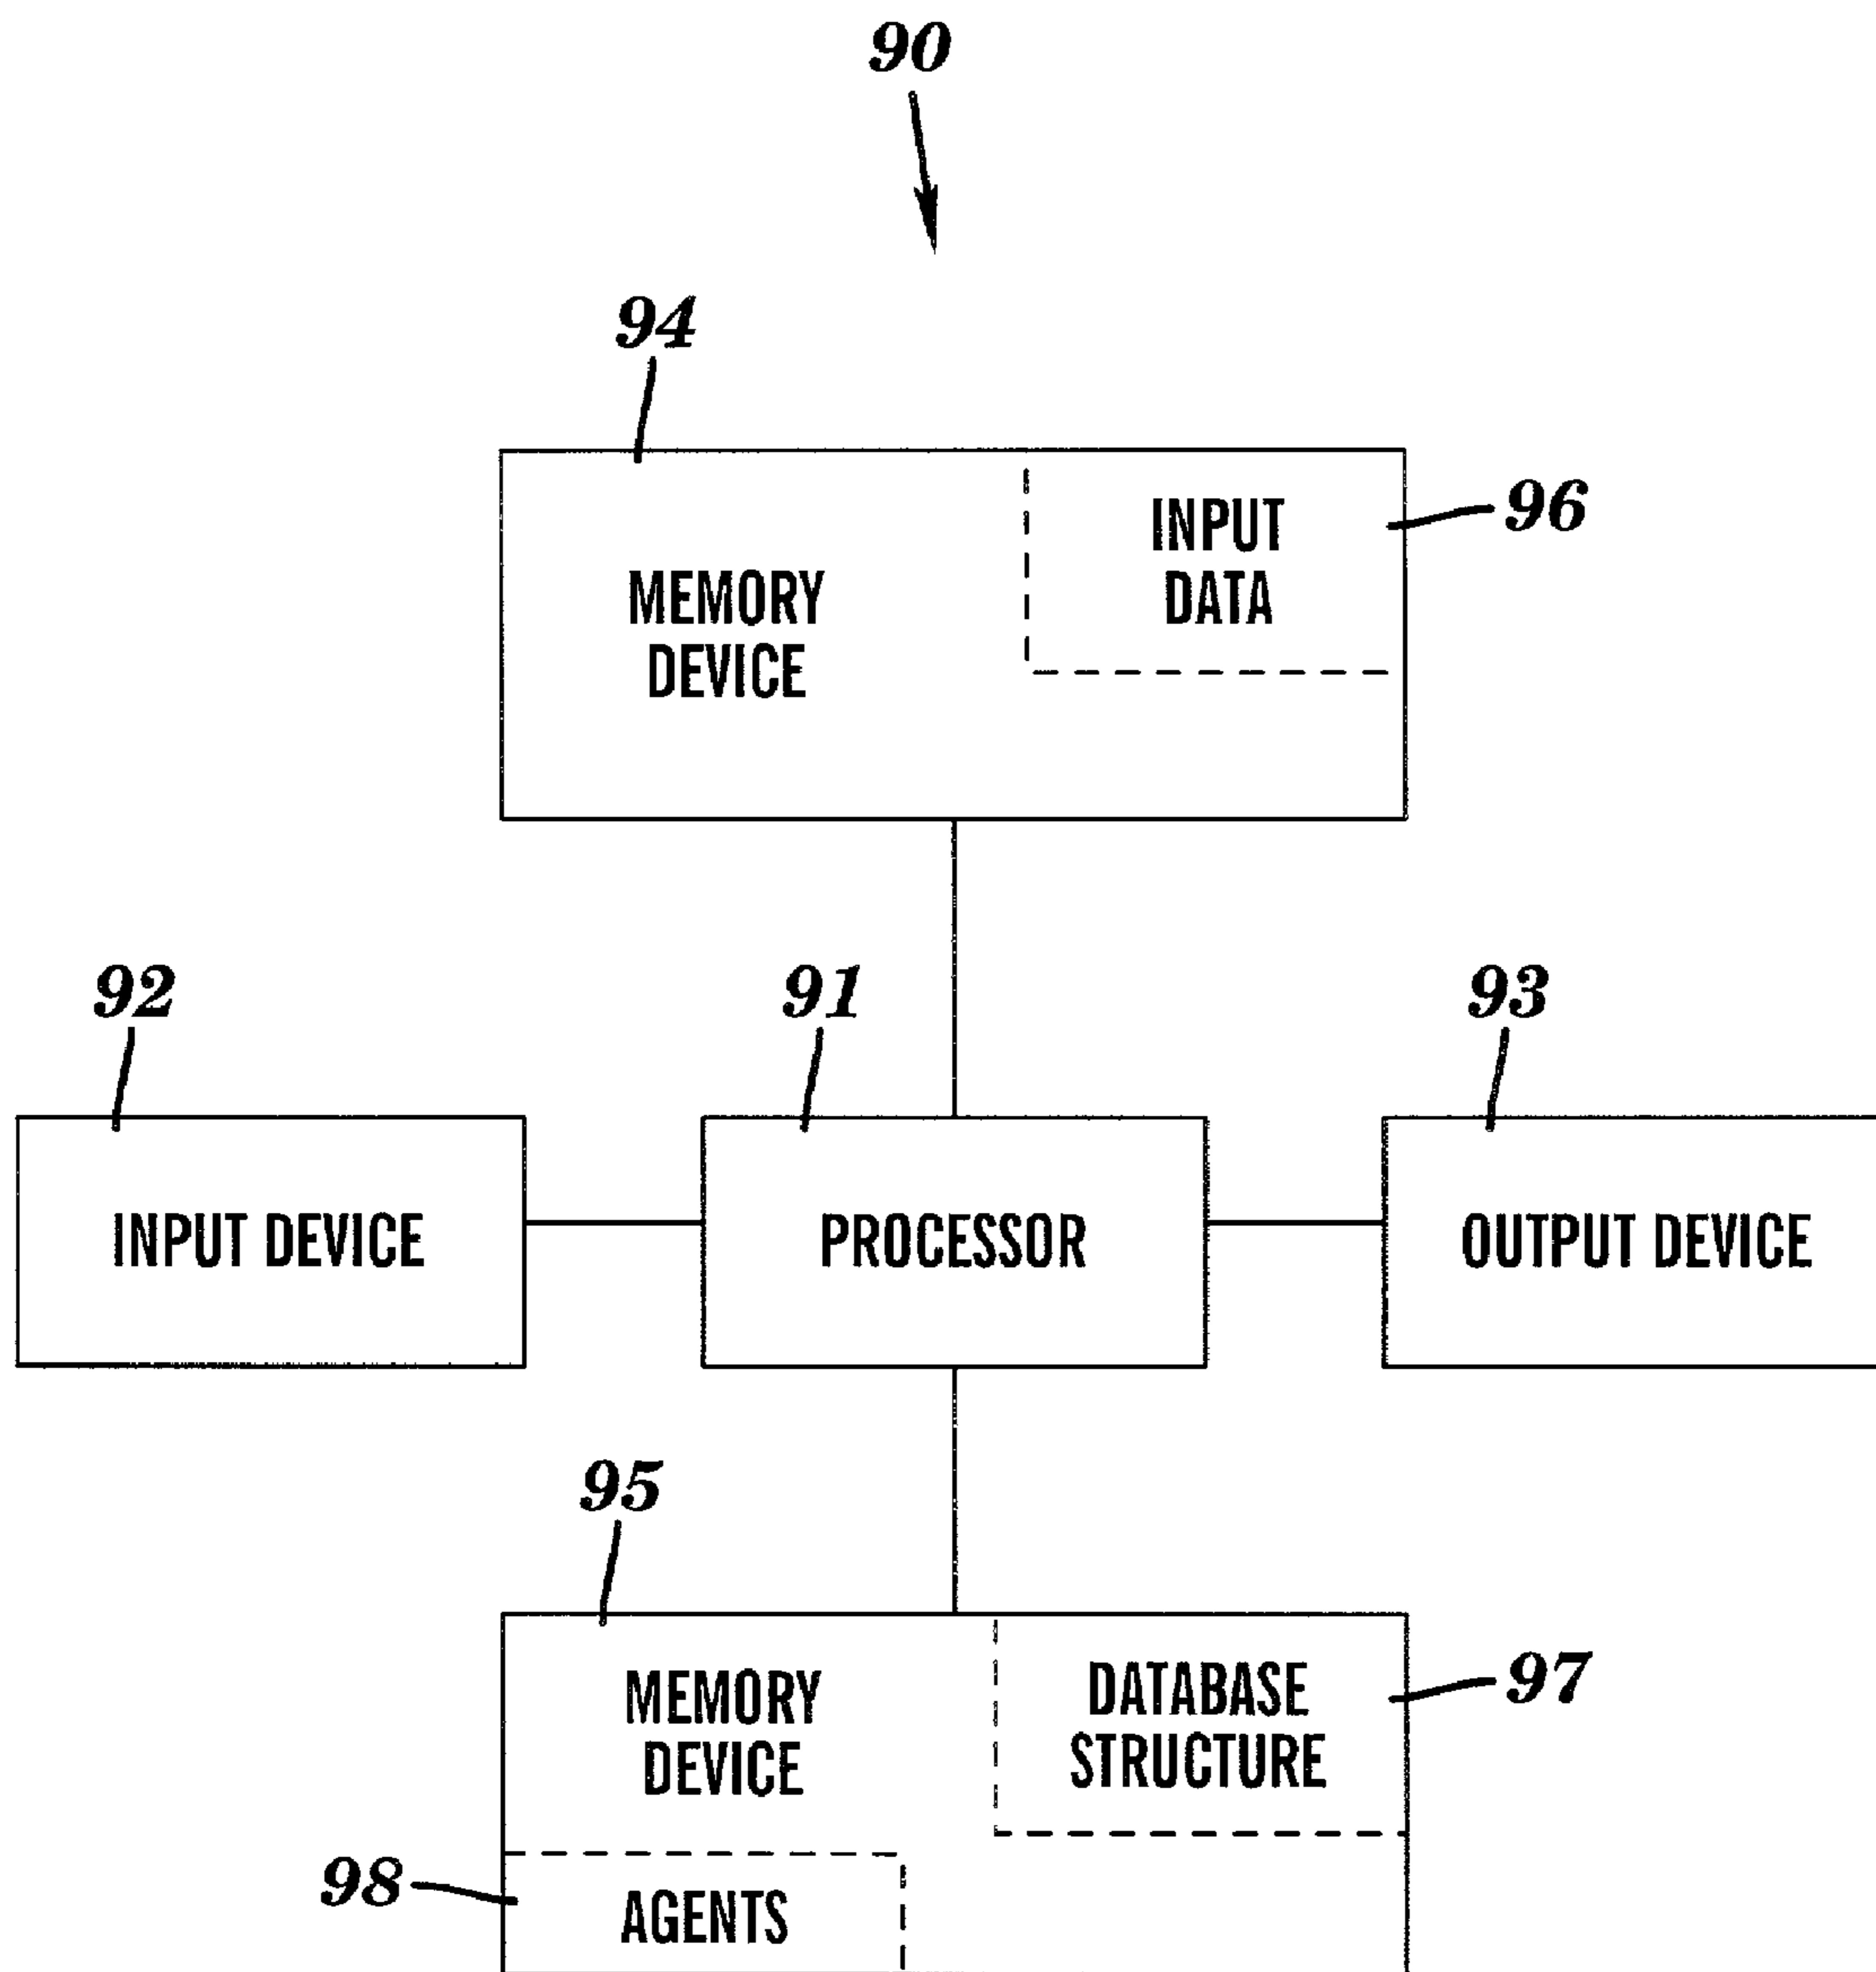 90
94
96
INPUT
DATA
MEMORY
DEVICE
92
91
93
INPUT DEVICE
PROCESSOR
OUTPUT DEVICE
95
97
MEMORY
DEVICE
DATABASE
STRUCTURE
98
AGENTS